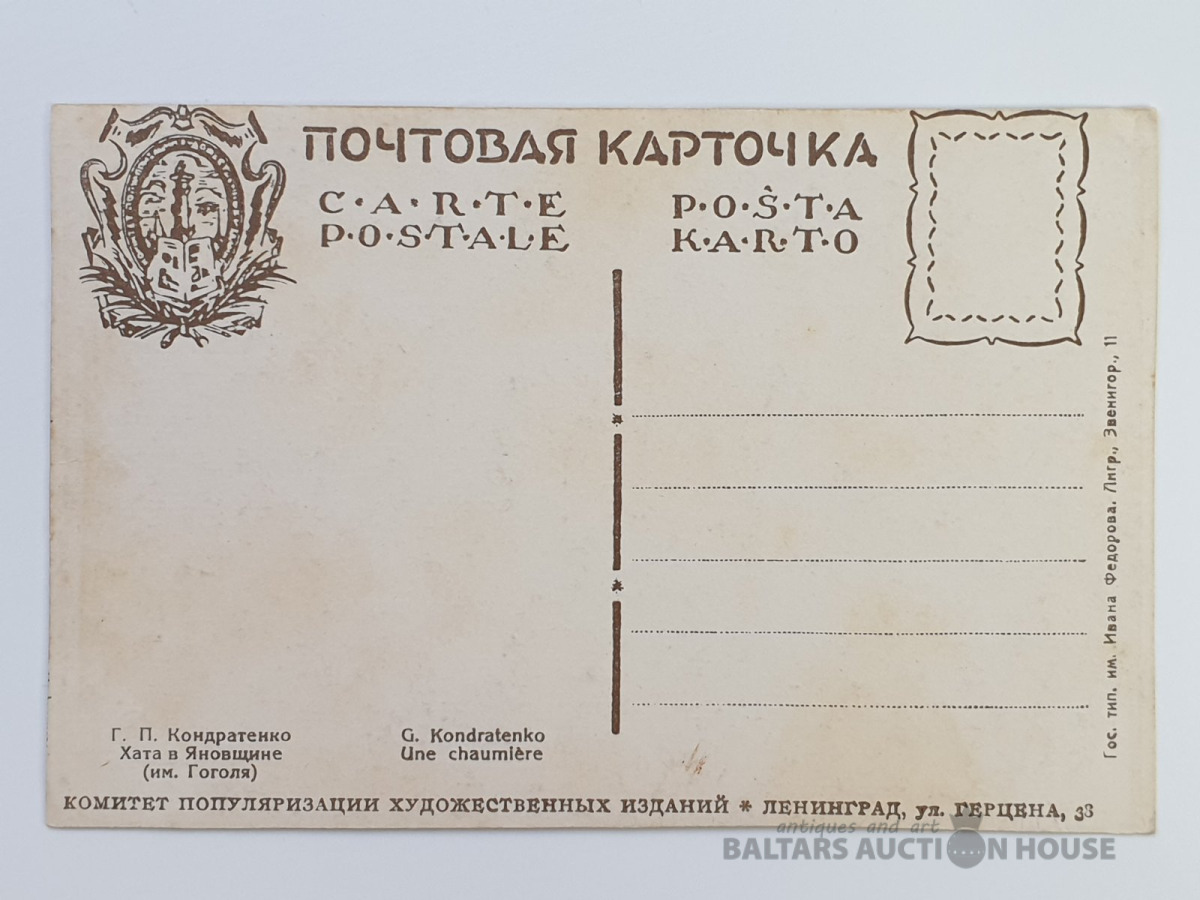 ПОЧТОВАЯ КАРТОЧКА
C·A·R·T·E
P·O·S·T·A·L·E
P·O·Ŝ·T·A
K·A·R·T·O
Г. П. Кондратенко
Хата в Яновщине
(им. Гоголя)
G. Kondratenko
Une chaumière
КОМИТЕТ ПОПУЛЯРИЗАЦИИ ХУДОЖЕСТВЕННЫХ ИЗДАНИЙ * ЛЕНИНГРАД, ул. ГЕРЦЕНА, 38
Гос. тип. им. Ивана Федорова. Лнгр., Звенигор., 11
antiques and art
BALTARS AUCTION HOUSE